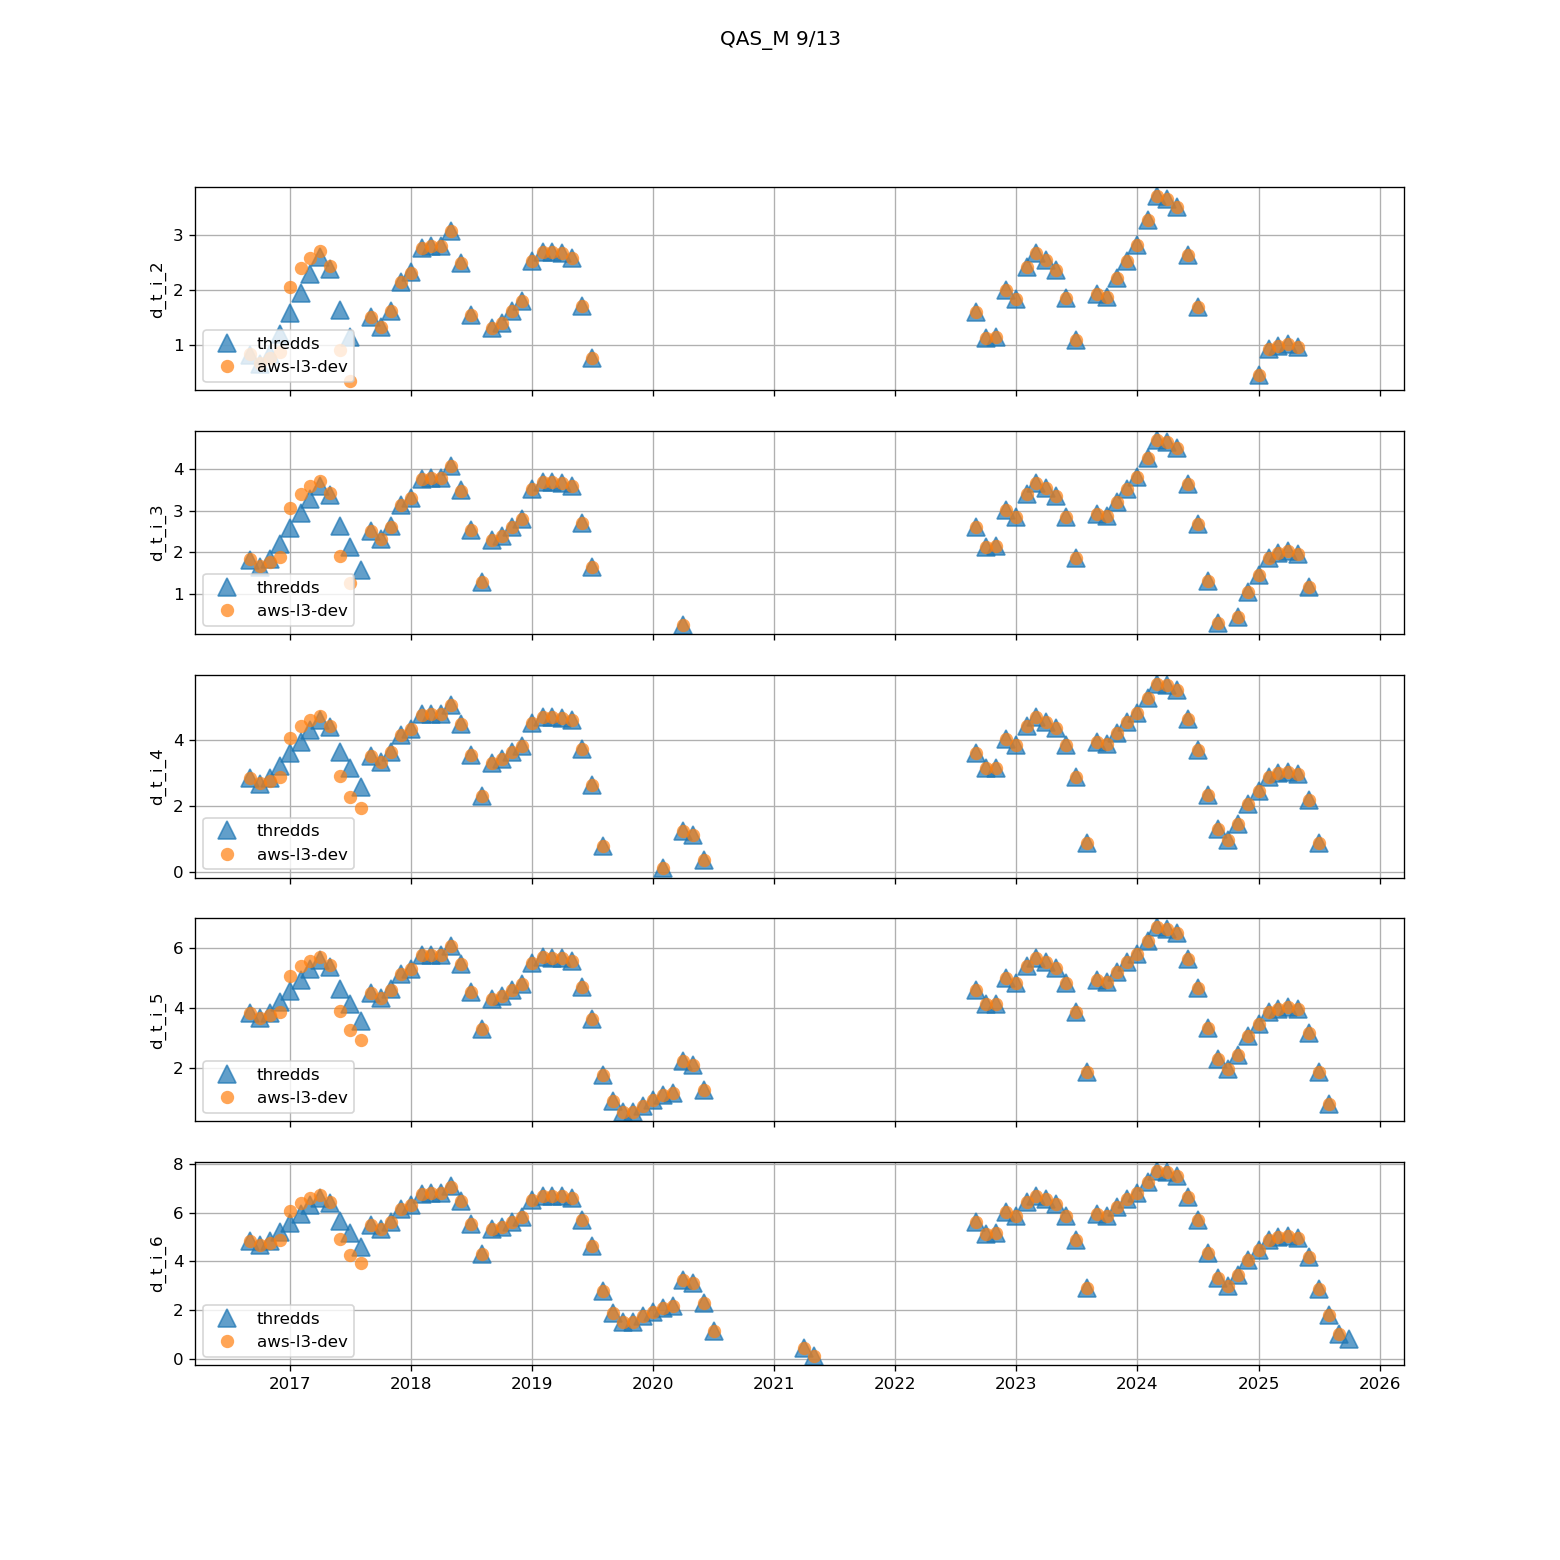 QAS_M 9/13
3
2
1
d_t_i_2
thredds
aws-l3-dev
4
3
2
1
d_t_i_3
thredds
aws-l3-dev
4
2
0
d_t_i_4
thredds
aws-l3-dev
6
4
2
d_t_i_5
thredds
aws-l3-dev
8
6
4
2
0
d_t_i_6
thredds
aws-l3-dev
2017 2018 2019 2020 2021 2022 2023 2024 2025 2026